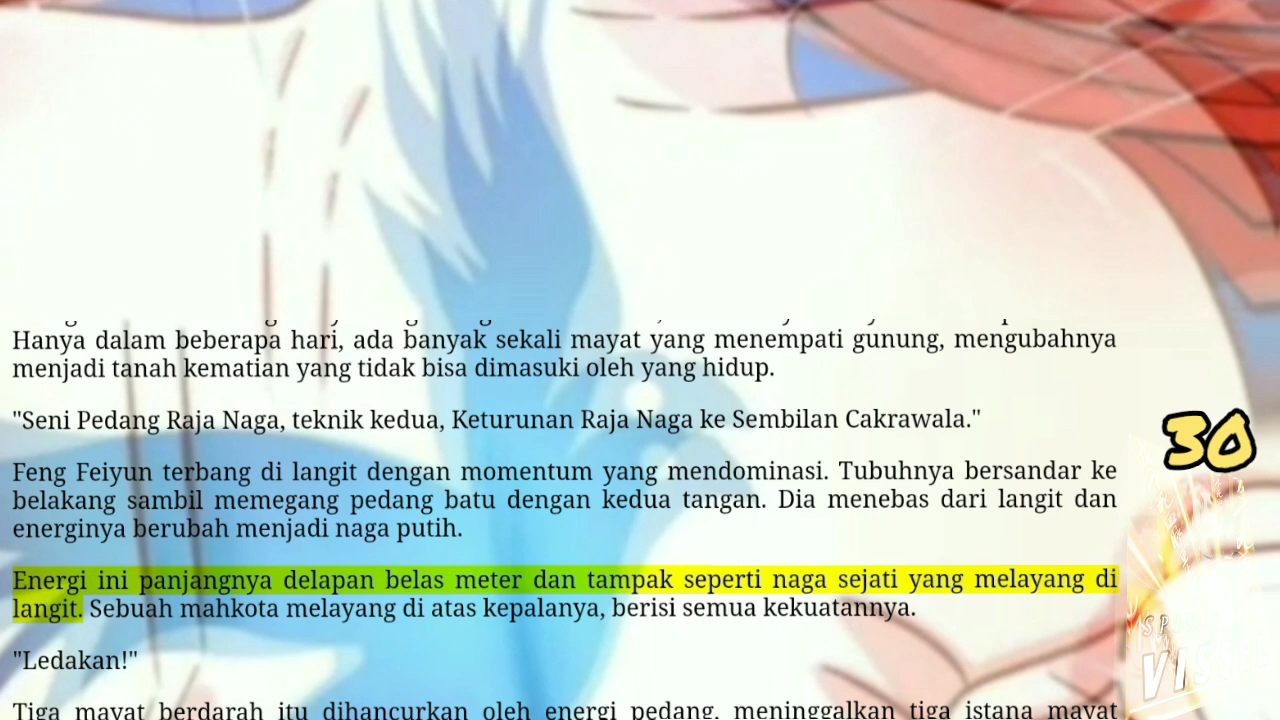 Hanya dalam beberapa hari, ada banyak sekali mayat yang menempati gunung, mengubahnya
menjadi tanah kematian yang tidak bisa dimasuki oleh yang hidup.
"Seni Pedang Raja Naga, teknik kedua, Keturunan Raja Naga ke Sembilan Cakrawala."
30
Feng Feiyun terbang di langit dengan momentum yang mendominasi. Tubuhnya bersandar ke
belakang sambil memegang pedang batu dengan kedua tangan. Dia menebas dari langit dan
energinya berubah menjadi naga putih.
Energi ini panjangnya delapan belas meter dan tampak seperti naga sejati yang melayang di
langit. Sebuah mahkota melayang di atas kepalanya, berisi semua kekuatannya.
"Ledakan!"
Tiga mayat berdarah itu dihancurkan oleh energi pedang, meninggalkan tiga istana mayat